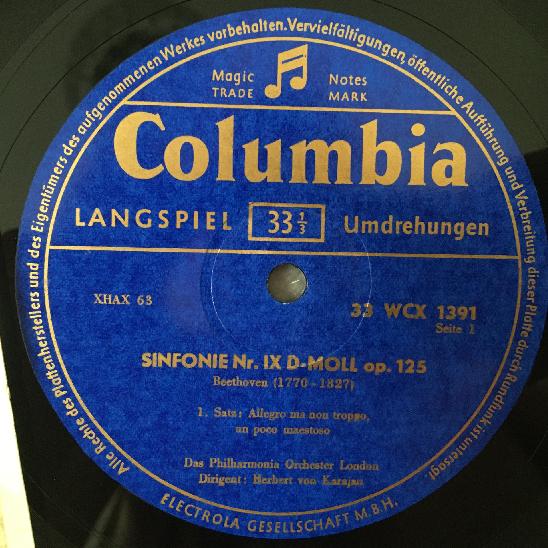 Alle Rechte des Plattenherstellers und des Eigentümers des aufgenommenen Werkes vorbehalten. Vervielfältigungen, öffentliche Aufführung und Verbreitung dieser Platte durch Rundfunk ist untersagt.
Magic Notes
TRADE MARK
Columbia
LANGSPIEL 33 1/3 Umdrehungen
XHAX 63
33 WCX 1391
Seite 1
SINFONIE Nr. IX D-MOLL op. 125
Beethoven (1770-1827)
1. Satz: Allegro ma non troppo,
un poco maestoso
Das Philharmonia Orchester London
Dirigent: Herbert von Karajan
ELECTROLA GESELLSCHAFT M.B.H.